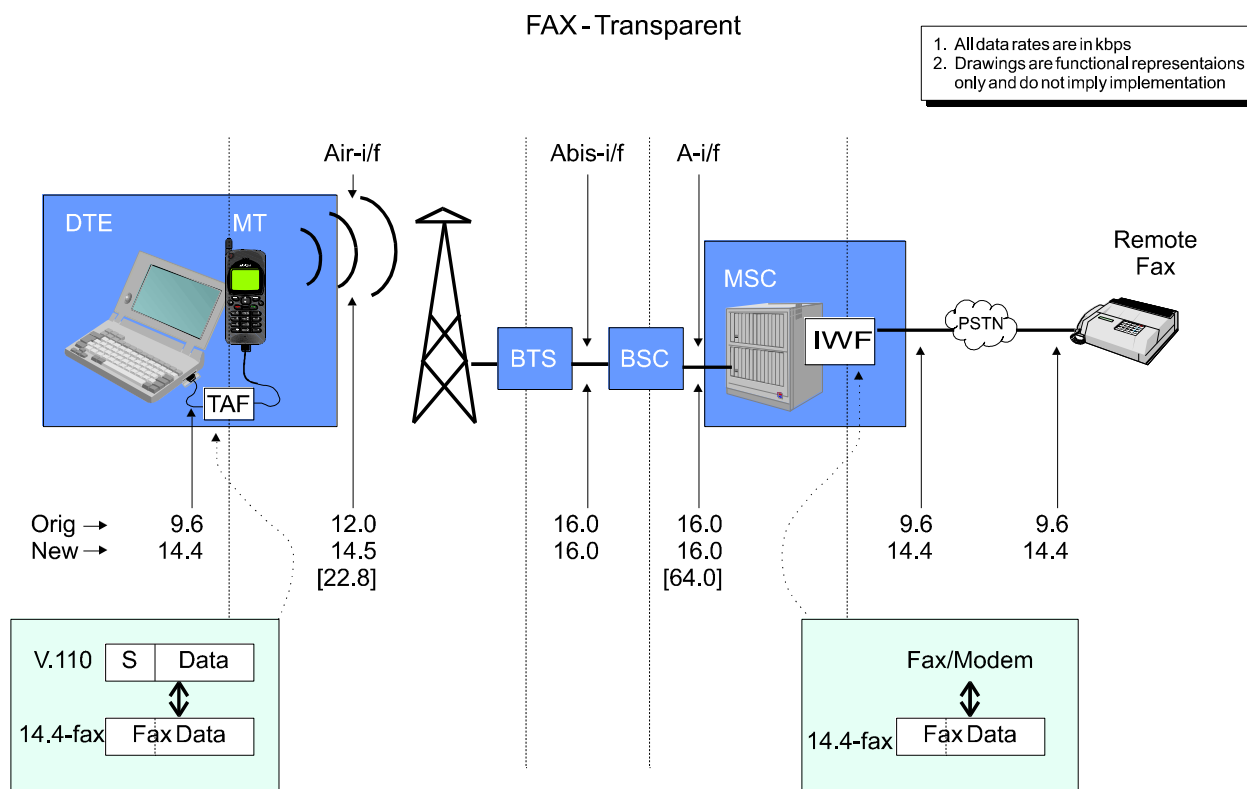 FAX - Transparent
1. All data rates are in kbps
2. Drawings are functional representaions
only and do not imply implementation
Air-i/f
Abis-i/f
A-i/f
DTE
MT
Remote
Fax
MSC
PSTN
IWF
BTS
BSC
TAF
Orig → 9.6 12.0 16.0 16.0 9.6 9.6
New → 14.4 14.5 16.0 16.0 14.4 14.4
[22.8] [64.0]
V.110 S Data
14.4-fax Fax Data
Fax/Modem
14.4-fax Fax Data